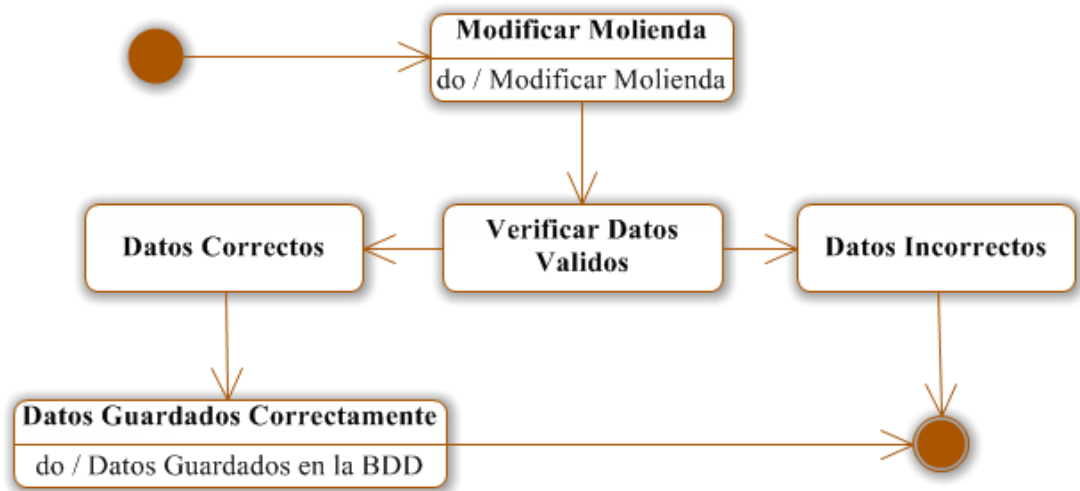 Modificar Molienda
do / Modificar Molienda
Datos Correctos
Verificar Datos
Validos
Datos Incorrectos
Datos Guardados Correctamente
do / Datos Guardados en la BDD